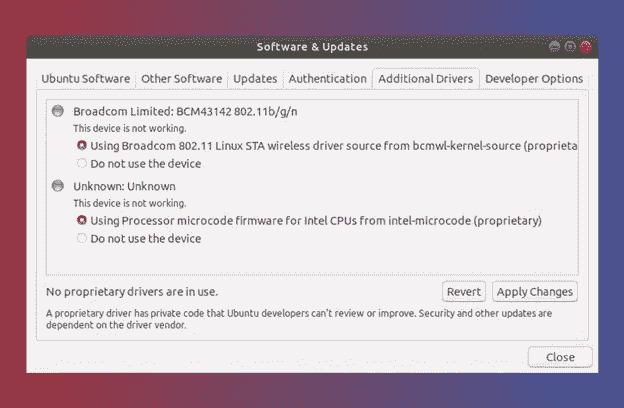 Software & Updates
Ubuntu Software Other Software Updates Authentication Additional Drivers Developer Options
Broadcom Limited: BCM43142 802.11b/g/n
This device is not working.
Using Broadcom 802.11 Linux STA wireless driver source from bcmwl-kernel-source (proprieta
Do not use the device
Unknown: Unknown
This device is not working.
Using Processor microcode firmware for Intel CPUs from intel-microcode (proprietary)
Do not use the device
No proprietary drivers are in use.
Revert Apply Changes
A proprietary driver has private code that Ubuntu developers can't review or improve. Security and other updates are
dependent on the driver vendor.
Close